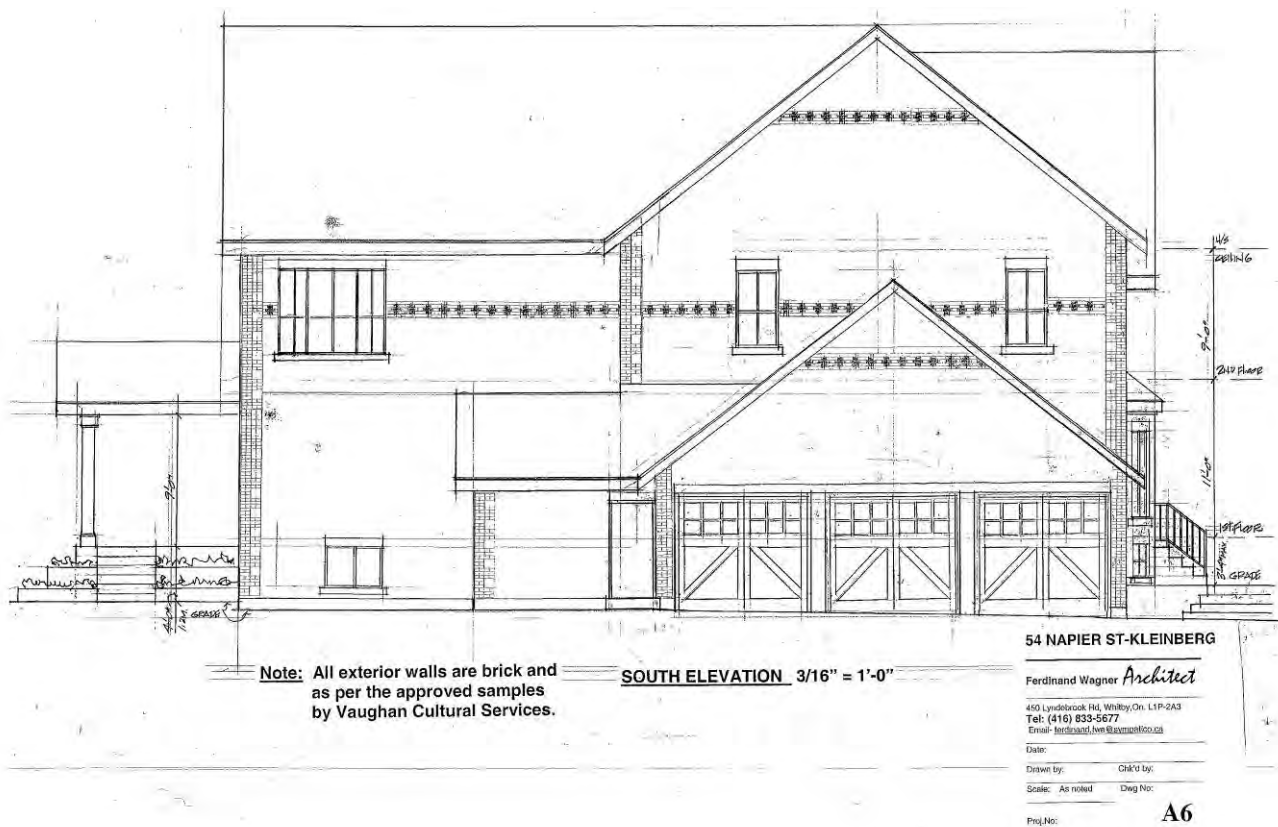 U/S
CEILING
9'-0"
2ND FLOOR
11'-0"
1ST FLOOR
GRADE
9'-0"
GRADE
Note: All exterior walls are brick and
as per the approved samples
by Vaughan Cultural Services.
SOUTH ELEVATION 3/16" = 1'-0"
54 NAPIER ST-KLEINBERG
Ferdinand Wagner Architect
450 Lyndebrook Rd, Whitby,On. L1P-2A3
Tel: (416) 833-5677
Email-
Date:
Drawn by: Chk'd by:
Scale: As noted Dwg No:
Proj.No:
A6